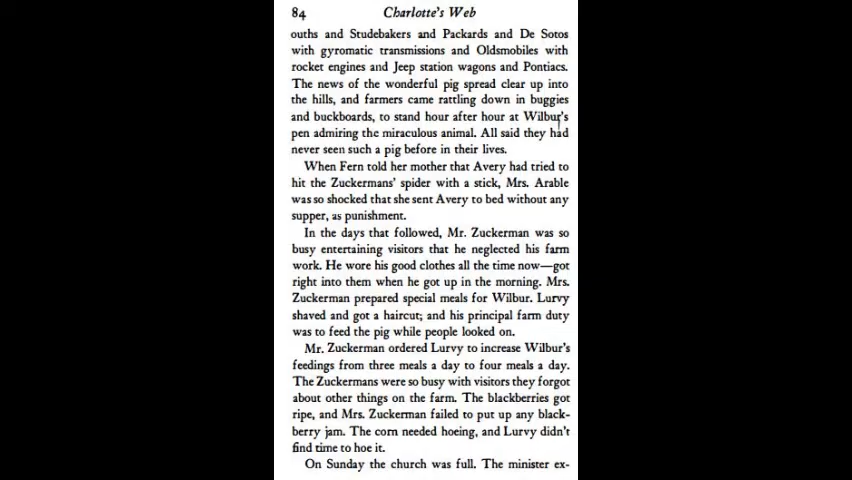 84 Charlotte's Web
ouths and Studebakers and Packards and De Sotos
with gyromatic transmissions and Oldsmobiles with
rocket engines and Jeep station wagons and Pontiacs.
The news of the wonderful pig spread clear up into
the hills, and farmers came rattling down in buggies
and buckboards, to stand hour after hour at Wilbur's
pen admiring the miraculous animal. All said they had
never seen such a pig before in their lives.
When Fern told her mother that Avery had tried to
hit the Zuckermans' spider with a stick, Mrs. Arable
was so shocked that she sent Avery to bed without any
supper, as punishment.
In the days that followed, Mr. Zuckerman was so
busy entertaining visitors that he neglected his farm
work. He wore his good clothes all the time now—got
right into them when he got up in the morning. Mrs.
Zuckerman prepared special meals for Wilbur. Lurvy
shaved and got a haircut; and his principal farm duty
was to feed the pig while people looked on.
Mr. Zuckerman ordered Lurvy to increase Wilbur's
feedings from three meals a day to four meals a day.
The Zuckermans were so busy with visitors they forgot
about other things on the farm. The blackberries got
ripe, and Mrs. Zuckerman failed to put up any black-
berry jam. The corn needed hoeing, and Lurvy didn't
find time to hoe it.
On Sunday the church was full. The minister ex-